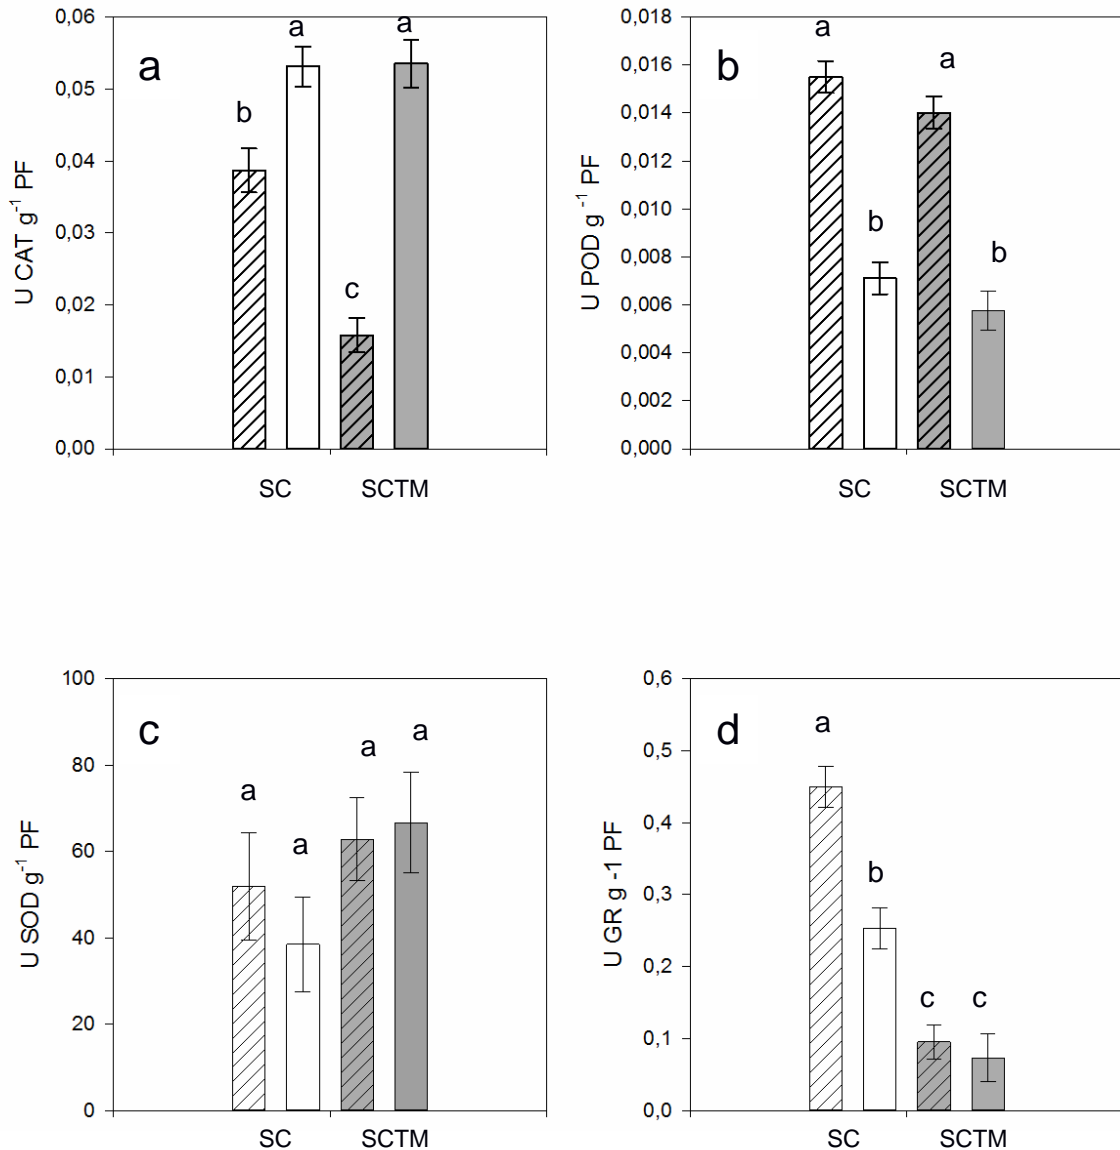 0,06
0,05
0,04
0,03
0,02
0,01
0,00
U CAT g-1 PF
a
b
a
c
a
SC
SCTM
0,018
0,016
0,014
0,012
0,010
0,008
0,006
0,004
0,002
0,000
U POD g -1 PF
b
a
b
a
b
SC
SCTM
100
80
60
40
20
0
U SOD g-1 PF
c
a
a
a
a
SC
SCTM
0,6
0,5
0,4
0,3
0,2
0,1
0,0
U GR g -1 PF
d
a
b
c
c
SC
SCTM